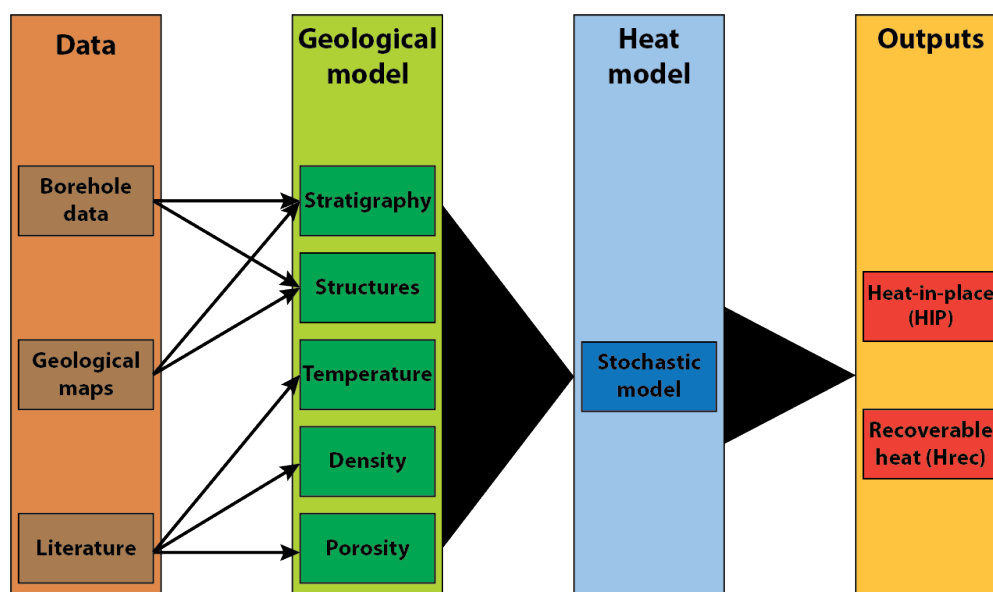 Data
Borehole
data
Geological
maps
Literature
Geological
model
Stratigraphy
Structures
Temperature
Density
Porosity
Heat
model
Stochastic
model
Outputs
Heat-in-place
(HIP)
Recoverable
heat (Hrec)